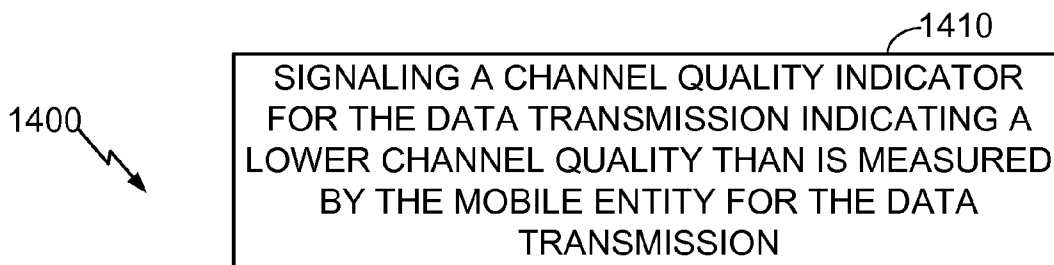 1410
1400
SIGNALING A CHANNEL QUALITY INDICATOR
FOR THE DATA TRANSMISSION INDICATING A
LOWER CHANNEL QUALITY THAN IS MEASURED
BY THE MOBILE ENTITY FOR THE DATA
TRANSMISSION